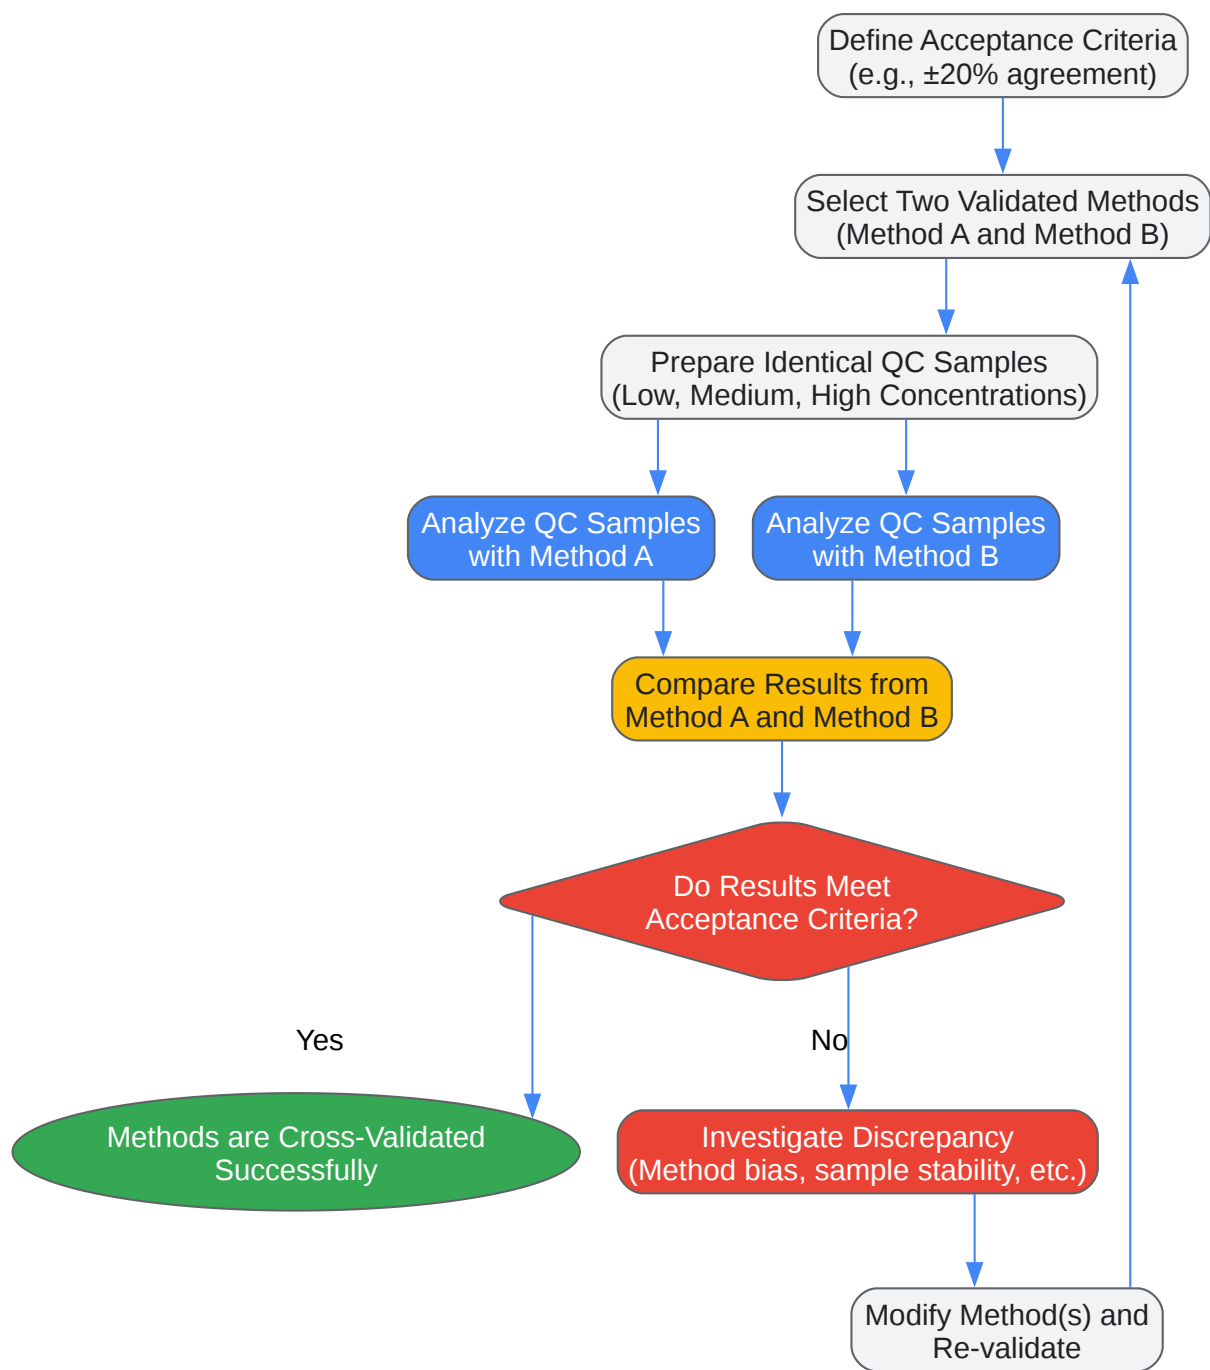 Define Acceptance Criteria
(e.g., ±20% agreement)
Select Two Validated Methods
(Method A and Method B)
Prepare Identical QC Samples
(Low, Medium, High Concentrations)
Analyze QC Samples
with Method A
Analyze QC Samples
with Method B
Compare Results from
Method A and Method B
Do Results Meet
Acceptance Criteria?
Yes
No
Methods are Cross-Validated
Successfully
Investigate Discrepancy
(Method bias, sample stability, etc.)
Modify Method(s) and
Re-validate